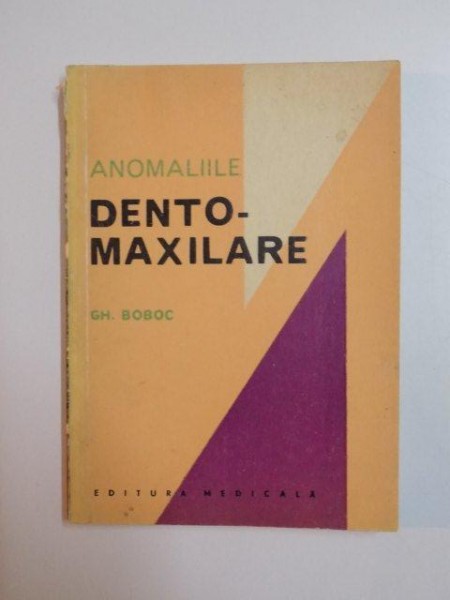 ANOMALIILE
DENTO-
MAXILARE
GH. BOBOC
EDITURA MEDICALĂ